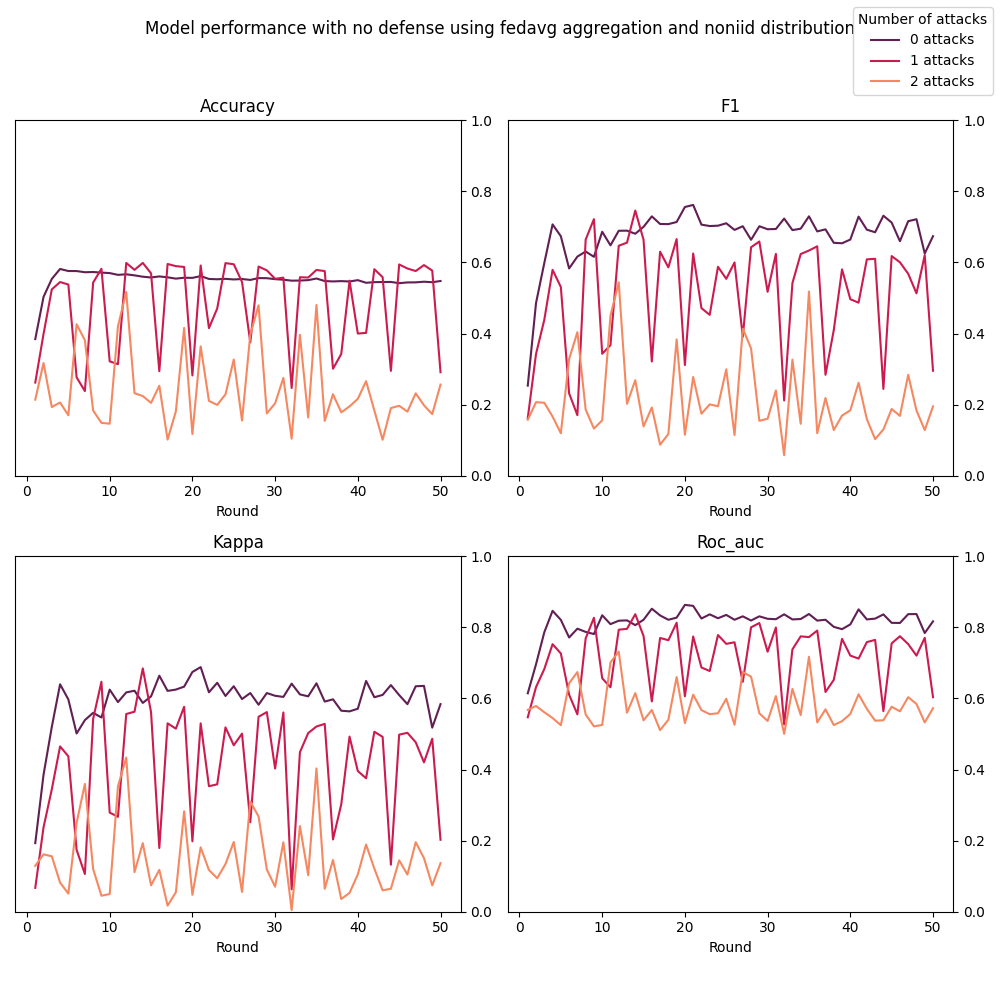 Model performance with no defense using fedavg aggregation and noniid distribution
Number of attacks
0 attacks
1 attacks
2 attacks
Accuracy
1.0
0.8
0.6
0.4
0.2
0.0
0 10 20 30 40 50
Round
F1
1.0
0.8
0.6
0.4
0.2
0.0
0 10 20 30 40 50
Round
Kappa
1.0
0.8
0.6
0.4
0.2
0.0
0 10 20 30 40 50
Round
Roc_auc
1.0
0.8
0.6
0.4
0.2
0.0
0 10 20 30 40 50
Round